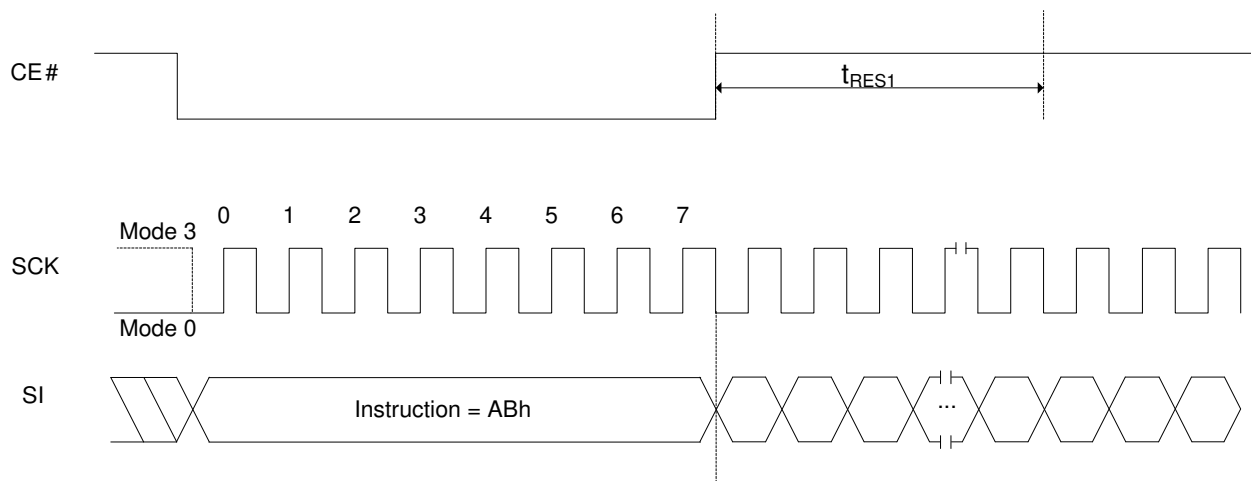 CE#
tRES1
0 1 2 3 4 5 6 7
Mode 3
SCK
Mode 0
SI
Instruction = ABh
...